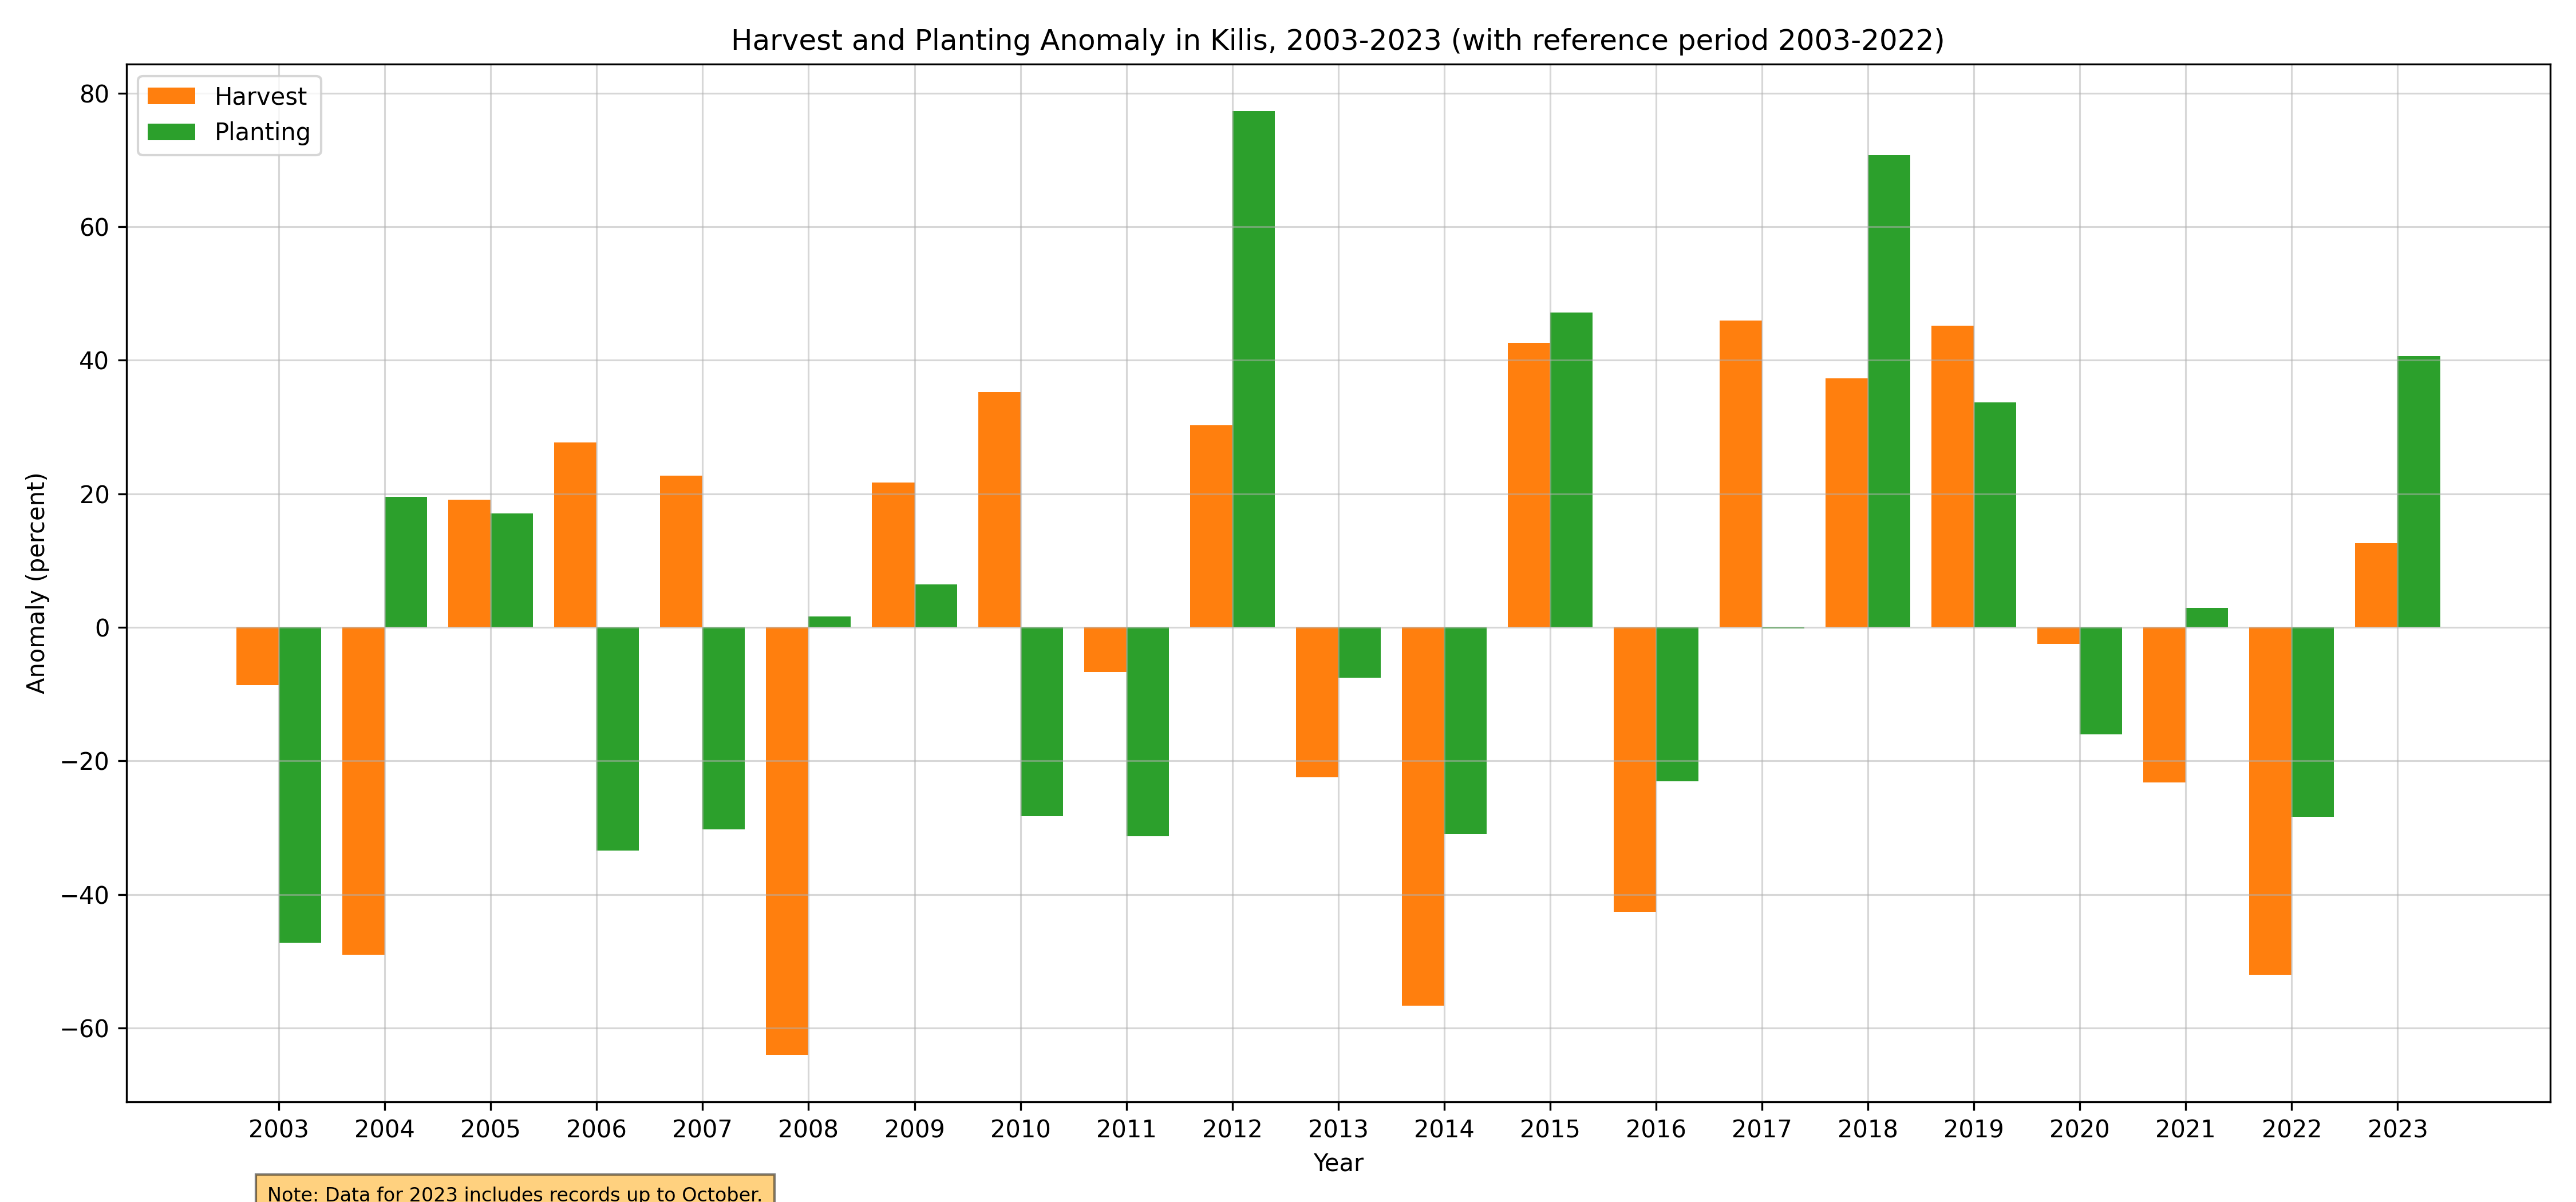 Harvest and Planting Anomaly in Kilis, 2003-2023 (with reference period 2003-2022)
Harvest
Planting
Anomaly (percent)
80
60
40
20
0
−20
−40
−60
2003 2004 2005 2006 2007 2008 2009 2010 2011 2012 2013 2014 2015 2016 2017 2018 2019 2020 2021 2022 2023
Year
Note: Data for 2023 includes records up to October.